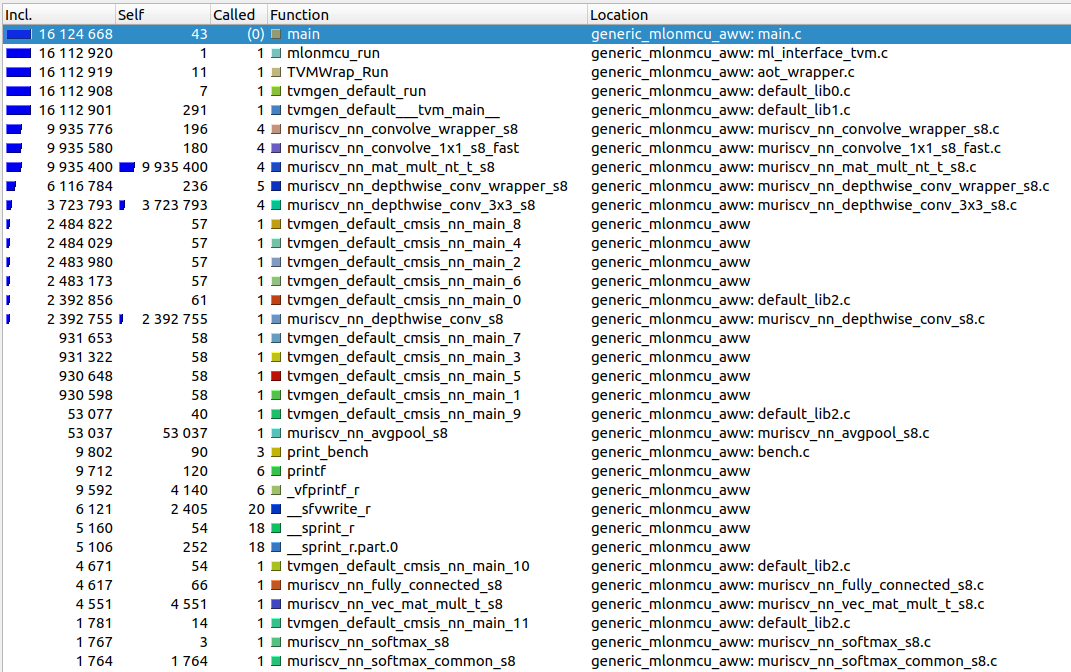 Incl. Self Called Function Location
16 124 668 43 (0) main generic_mlonmcu_aww: main.c
16 112 920 1 1 mlonmcu_run generic_mlonmcu_aww: ml_interface_tvm.c
16 112 919 11 1 TVMWrap_Run generic_mlonmcu_aww: aot_wrapper.c
16 112 908 7 1 tvmgen_default_run generic_mlonmcu_aww: default_lib0.c
16 112 901 291 1 tvmgen_default___tvm_main__ generic_mlonmcu_aww: default_lib1.c
9 935 776 196 4 muriscv_nn_convolve_wrapper_s8 generic_mlonmcu_aww: muriscv_nn_convolve_wrapper_s8.c
9 935 580 180 4 muriscv_nn_convolve_1x1_s8_fast generic_mlonmcu_aww: muriscv_nn_convolve_1x1_s8_fast.c
9 935 400 9 935 400 4 muriscv_nn_mat_mult_nt_t_s8 generic_mlonmcu_aww: muriscv_nn_mat_mult_nt_t_s8.c
6 116 784 236 5 muriscv_nn_depthwise_conv_wrapper_s8 generic_mlonmcu_aww: muriscv_nn_depthwise_conv_wrapper_s8.c
3 723 793 3 723 793 4 muriscv_nn_depthwise_conv_3x3_s8 generic_mlonmcu_aww: muriscv_nn_depthwise_conv_3x3_s8.c
2 484 822 57 1 tvmgen_default_cmsis_nn_main_8 generic_mlonmcu_aww
2 484 029 57 1 tvmgen_default_cmsis_nn_main_4 generic_mlonmcu_aww
2 483 980 57 1 tvmgen_default_cmsis_nn_main_2 generic_mlonmcu_aww
2 483 173 57 1 tvmgen_default_cmsis_nn_main_6 generic_mlonmcu_aww
2 392 856 61 1 tvmgen_default_cmsis_nn_main_0 generic_mlonmcu_aww: default_lib2.c
2 392 755 2 392 755 1 muriscv_nn_depthwise_conv_s8 generic_mlonmcu_aww: muriscv_nn_depthwise_conv_s8.c
931 653 58 1 tvmgen_default_cmsis_nn_main_7 generic_mlonmcu_aww
931 322 58 1 tvmgen_default_cmsis_nn_main_3 generic_mlonmcu_aww
930 648 58 1 tvmgen_default_cmsis_nn_main_5 generic_mlonmcu_aww
930 598 58 1 tvmgen_default_cmsis_nn_main_1 generic_mlonmcu_aww
53 077 40 1 tvmgen_default_cmsis_nn_main_9 generic_mlonmcu_aww: default_lib2.c
53 037 53 037 1 muriscv_nn_avgpool_s8 generic_mlonmcu_aww: muriscv_nn_avgpool_s8.c
9 802 90 3 print_bench generic_mlonmcu_aww: bench.c
9 712 120 6 printf generic_mlonmcu_aww
9 592 4 140 6 _vfprintf_r generic_mlonmcu_aww
6 121 2 405 20 __sfvwrite_r generic_mlonmcu_aww
5 160 54 18 __sprint_r generic_mlonmcu_aww
5 106 252 18 __sprint_r.part.0 generic_mlonmcu_aww
4 671 54 1 tvmgen_default_cmsis_nn_main_10 generic_mlonmcu_aww: default_lib2.c
4 617 66 1 muriscv_nn_fully_connected_s8 generic_mlonmcu_aww: muriscv_nn_fully_connected_s8.c
4 551 4 551 1 muriscv_nn_vec_mat_mult_t_s8 generic_mlonmcu_aww: muriscv_nn_vec_mat_mult_t_s8.c
1 781 14 1 tvmgen_default_cmsis_nn_main_11 generic_mlonmcu_aww: default_lib2.c
1 767 3 1 muriscv_nn_softmax_s8 generic_mlonmcu_aww: muriscv_nn_softmax_s8.c
1 764 1 764 1 muriscv_nn_softmax_common_s8 generic_mlonmcu_aww: muriscv_nn_softmax_common_s8.c